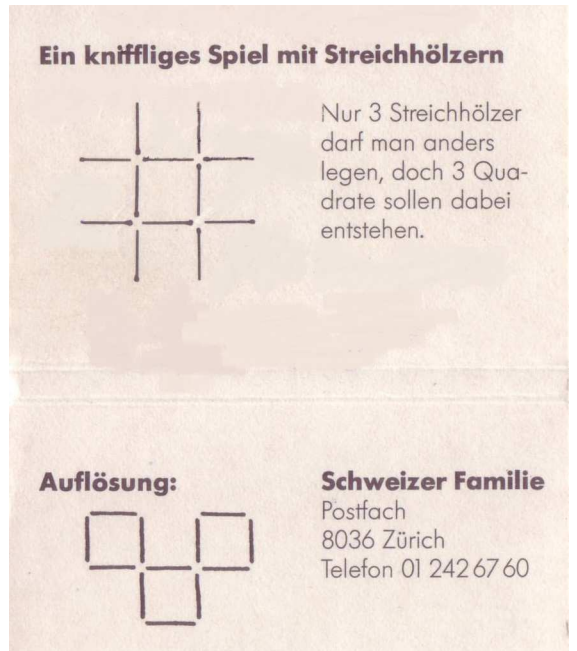 Ein kniffliges Spiel mit Streichhölzern
Nur 3 Streichhölzer
darf man anders
legen, doch 3 Qua-
drate sollen dabei
entstehen.
Auflösung:
Schweizer Familie
Postfach
8036 Zürich
Telefon 01 242 67 60